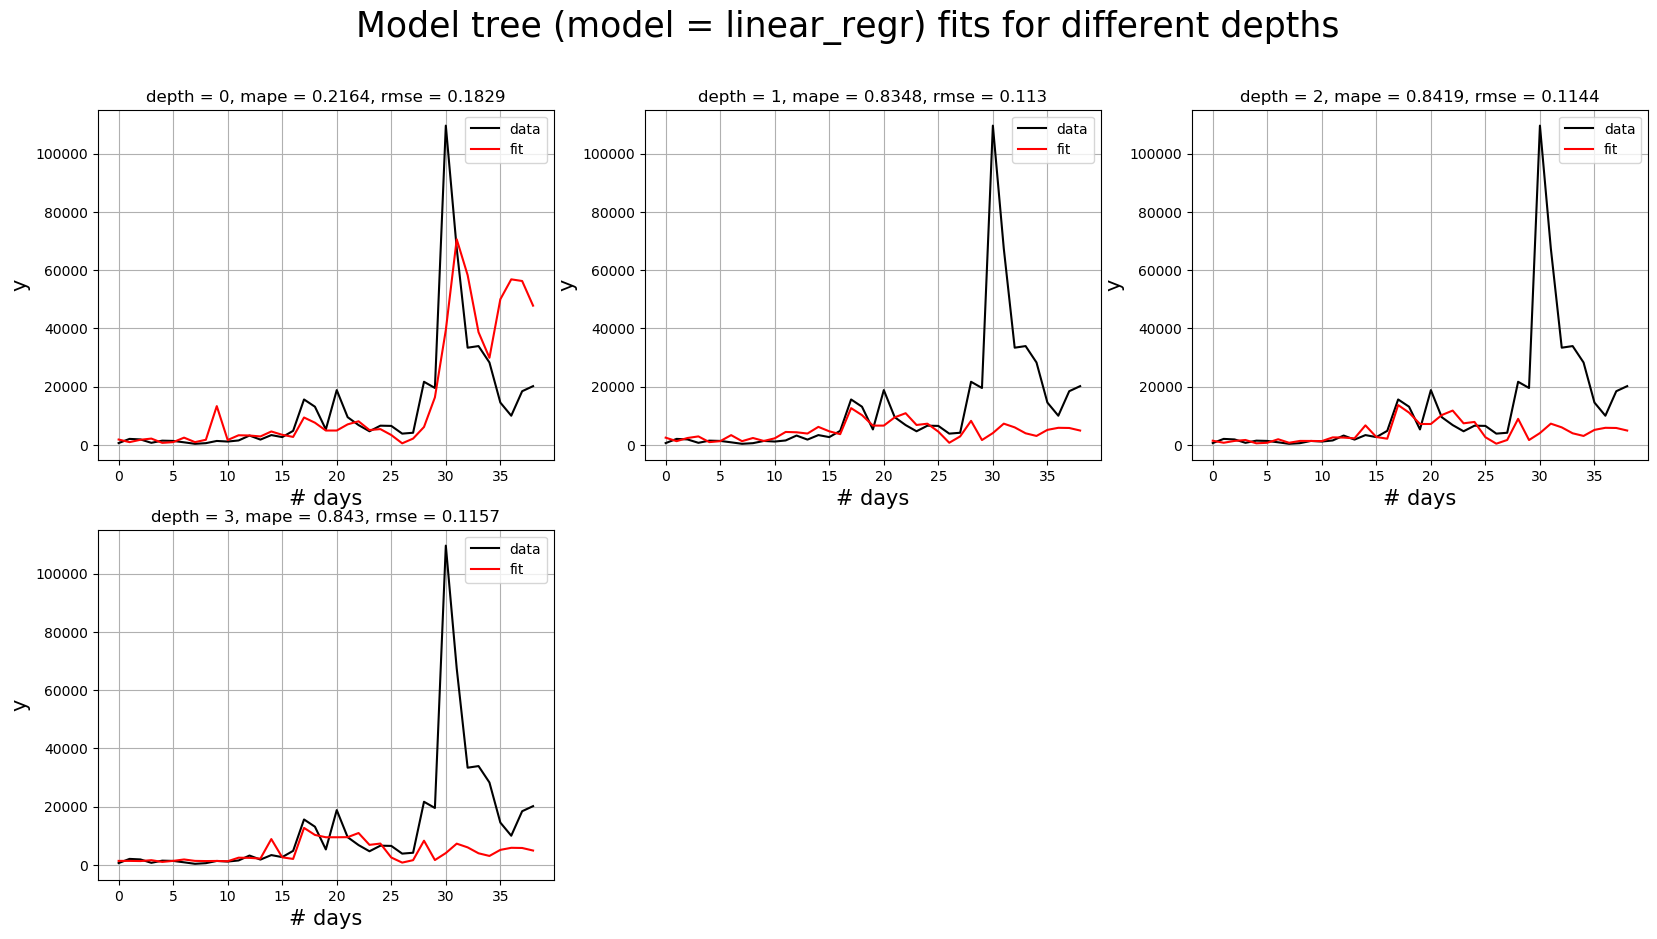 Model tree (model = linear_regr) fits for different depths
depth = 0, mape = 0.2164, rmse = 0.1829
data
fit
100000
80000
60000
40000
20000
0
y
0 5 10 15 20 25 30 35
# days
depth = 1, mape = 0.8348, rmse = 0.113
data
fit
100000
80000
60000
40000
20000
0
y
0 5 10 15 20 25 30 35
# days
depth = 2, mape = 0.8419, rmse = 0.1144
data
fit
100000
80000
60000
40000
20000
0
y
0 5 10 15 20 25 30 35
# days
depth = 3, mape = 0.843, rmse = 0.1157
data
fit
100000
80000
60000
40000
20000
0
y
0 5 10 15 20 25 30 35
# days